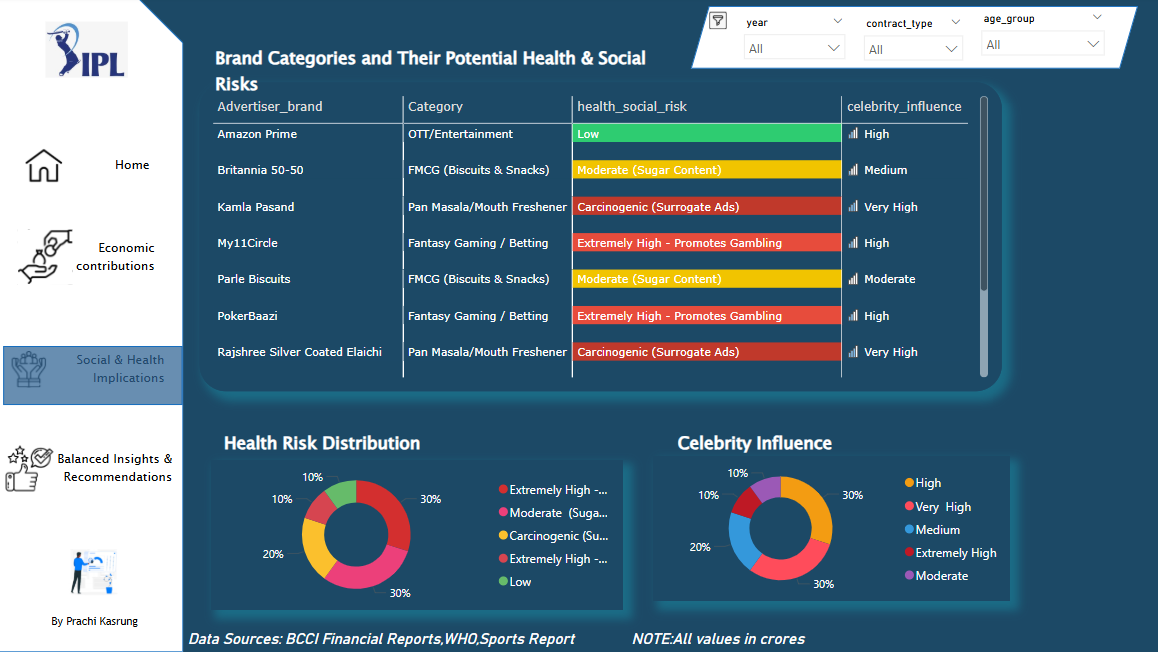 IPL
Home
Economic
contributions
Social & Health
Implications
Balanced Insights &
Recommendations
By Prachi Kasrung
year
All
contract_type
All
age_group
All
Brand Categories and Their Potential Health & Social
Risks
Advertiser_brand Category health_social_risk celebrity_influence
Amazon Prime OTT/Entertainment Low High
Britannia 50-50 FMCG (Biscuits & Snacks) Moderate (Sugar Content) Medium
Kamla Pasand Pan Masala/Mouth Freshener Carcinogenic (Surrogate Ads) Very High
My11Circle Fantasy Gaming / Betting Extremely High - Promotes Gambling High
Parle Biscuits FMCG (Biscuits & Snacks) Moderate (Sugar Content) Moderate
PokerBaazi Fantasy Gaming / Betting Extremely High - Promotes Gambling High
Rajshree Silver Coated Elaichi Pan Masala/Mouth Freshener Carcinogenic (Surrogate Ads) Very High
Health Risk Distribution
10%
10%
20%
30%
30%
Extremely High -...
Moderate (Suga...
Carcinogenic (Su...
Extremely High -...
Low
Celebrity Influence
10%
10%
20%
30%
30%
High
Very High
Medium
Extremely High
Moderate
Data Sources: BCCI Financial Reports,WHO,Sports Report
NOTE:All values in crores